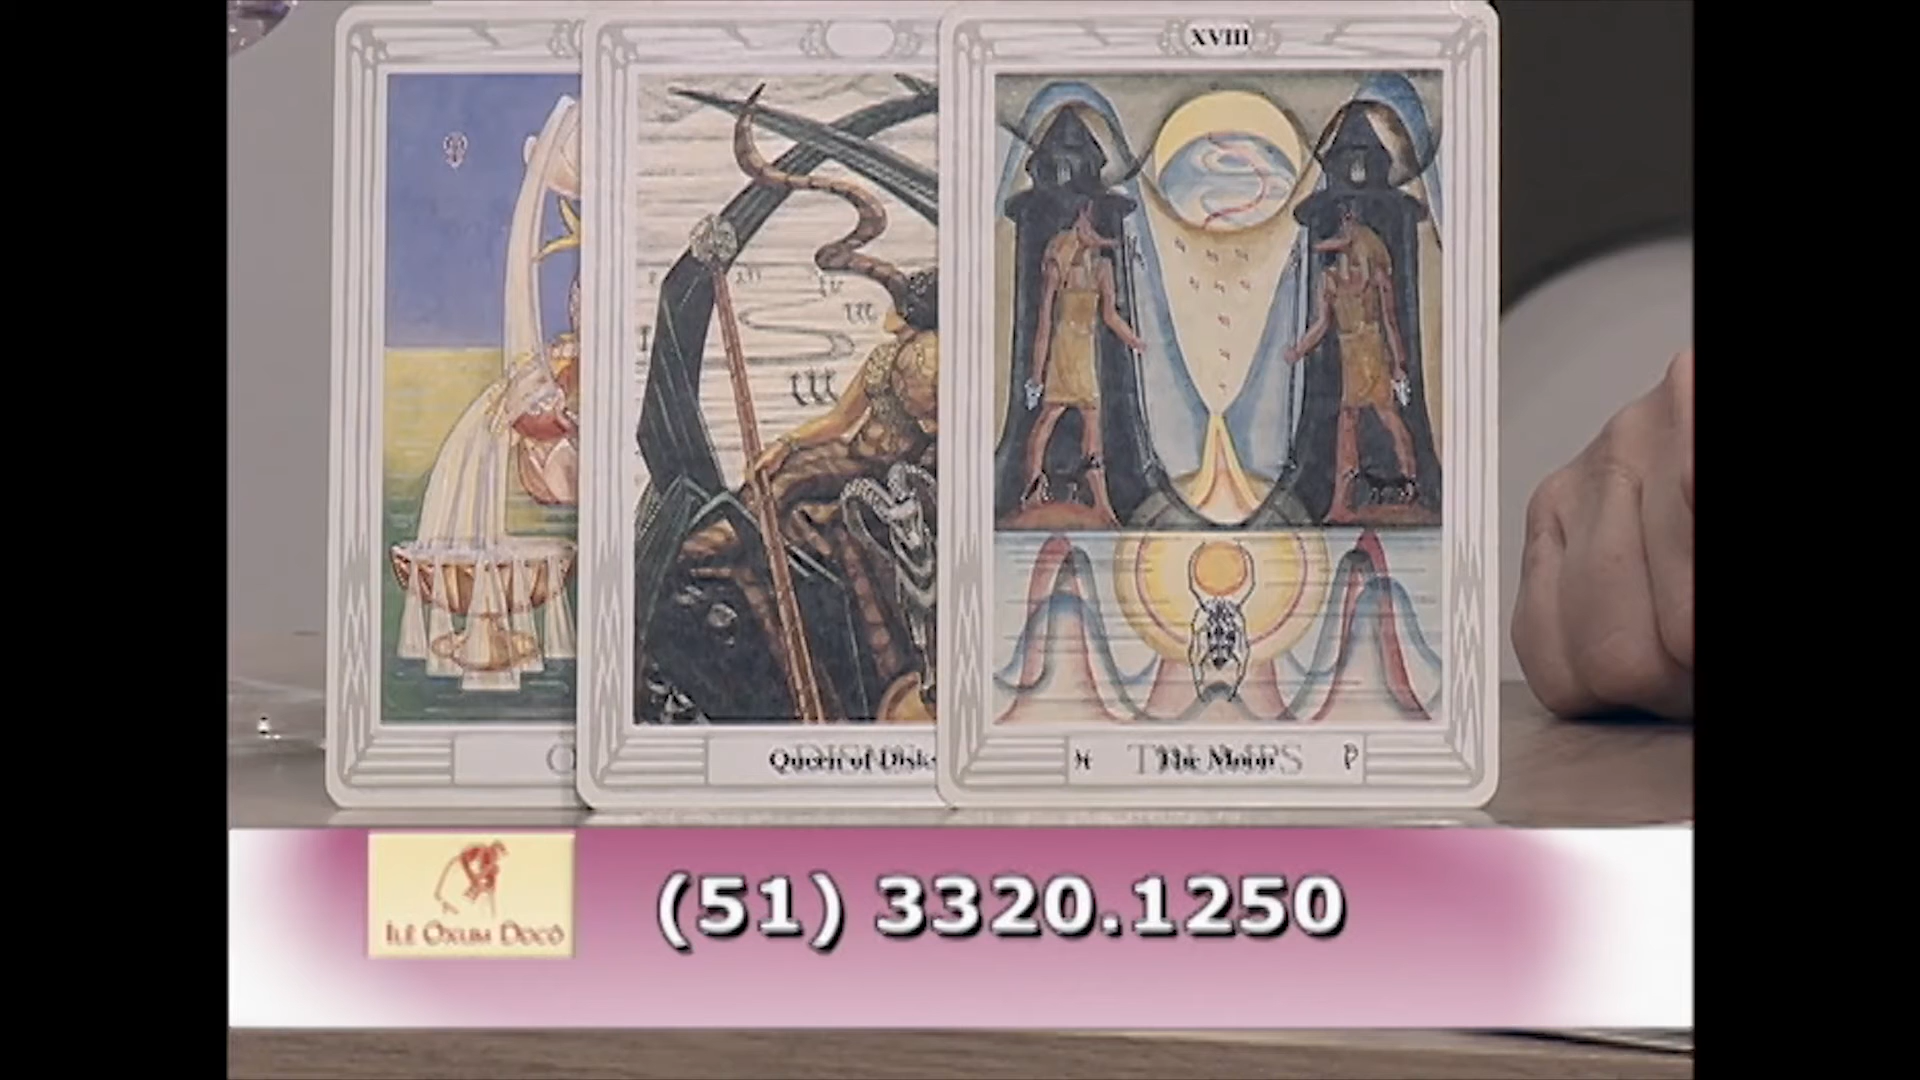 XVIII
Queen of Disks
The Moon
ILÊ OXUM DOCÔ
(51) 3320.1250